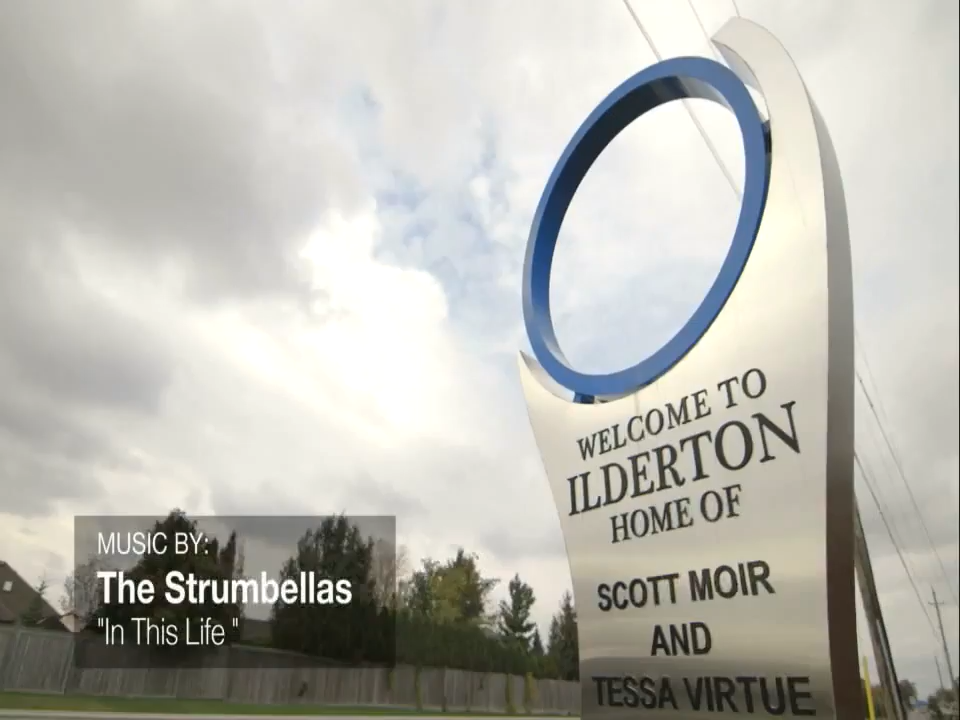 WELCOME TO
ILDERTON
HOME OF
SCOTT MOIR
AND
TESSA VIRTUE
MUSIC BY:
The Strumbellas
"In This Life "